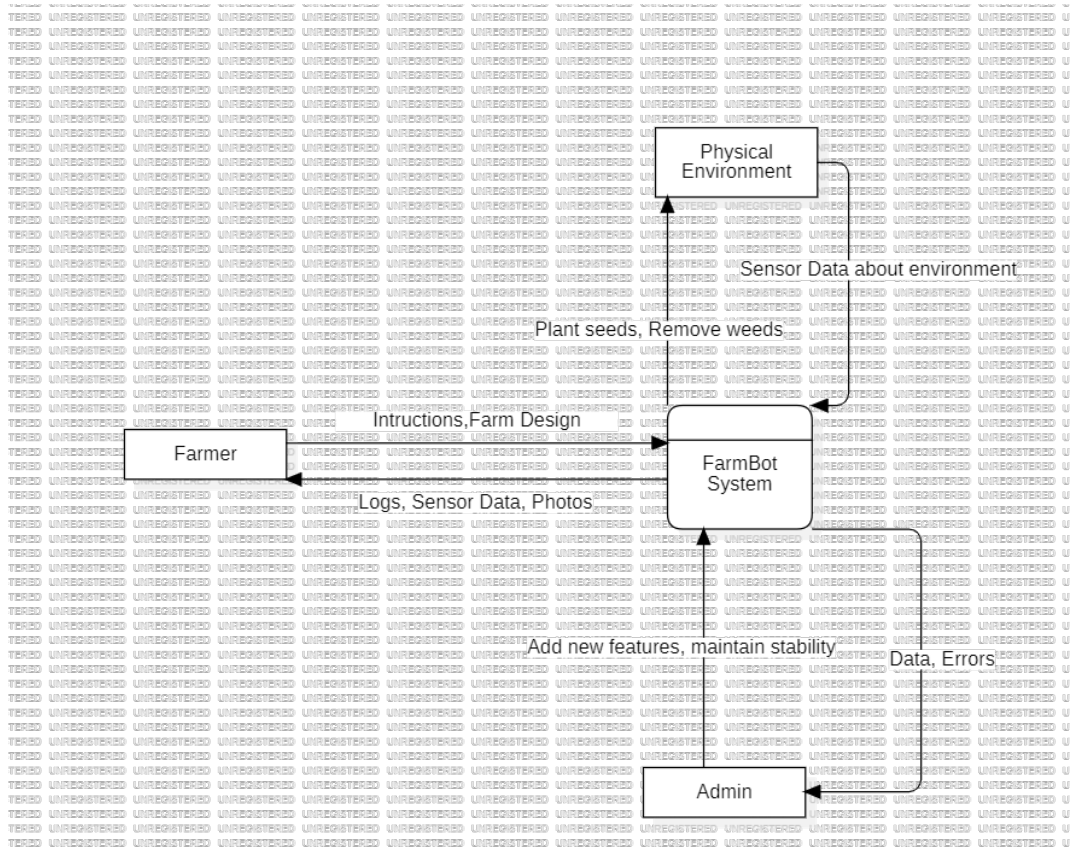 Physical
Environment
Sensor Data about environment
Plant seeds, Remove weeds
Intructions,Farm Design
Farmer
FarmBot
System
Logs, Sensor Data, Photos
Add new features, maintain stability
Data, Errors
Admin
UNREGISTERED